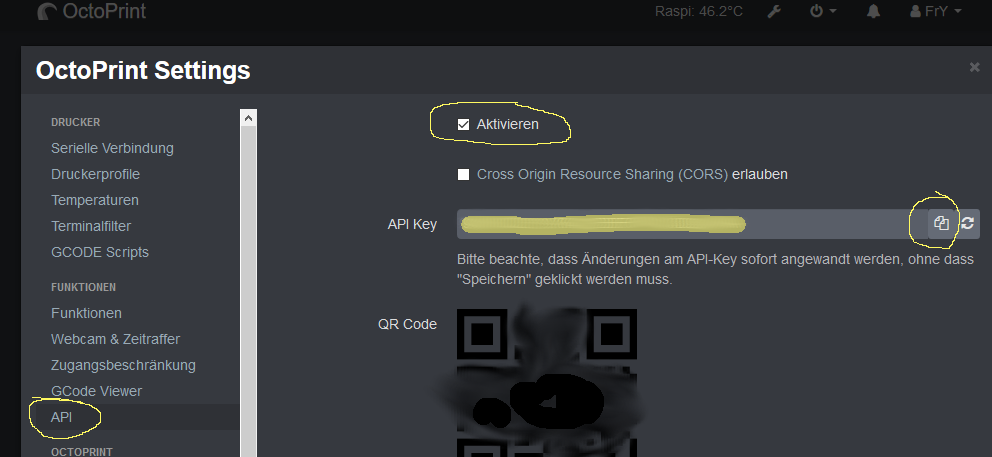 OctoPrint
Raspi: 46.2°C
FrY
OctoPrint Settings
DRUCKER
Serielle Verbindung
Druckerprofile
Temperaturen
Terminalfilter
GCODE Scripts
FUNKTIONEN
Funktionen
Webcam & Zeitraffer
Zugangsbeschränkung
GCode Viewer
API
OCTOPRINT
Aktivieren
Cross Origin Resource Sharing (CORS) erlauben
API Key
Bitte beachte, dass Änderungen am API-Key sofort angewandt werden, ohne dass
"Speichern" geklickt werden muss.
QR Code